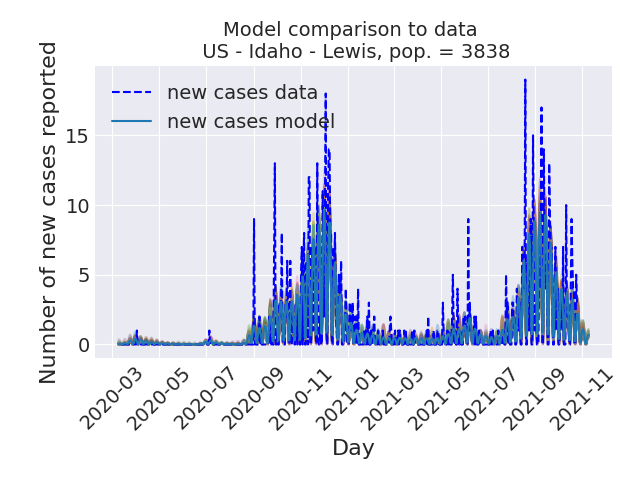 Model comparison to data
US - Idaho - Lewis, pop. = 3838
Number of new cases reported
new cases data
new cases model
15
10
5
0
2020-03
2020-05
2020-07
2020-09
2020-11
2021-01
2021-03
2021-05
2021-07
2021-09
2021-11
Day